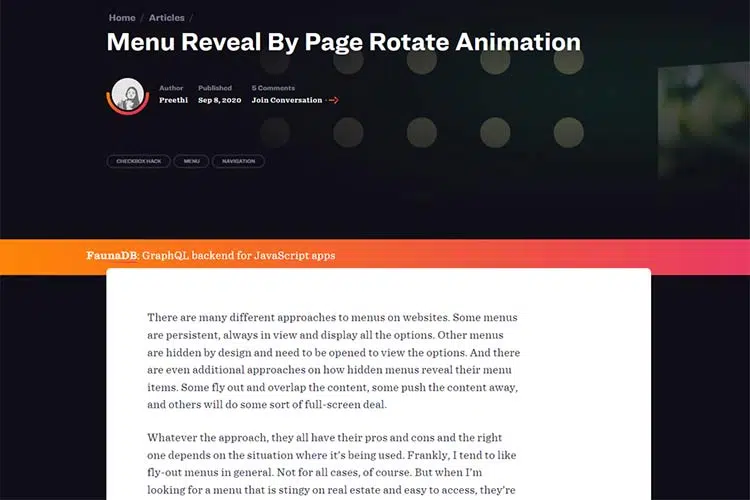 Home / Articles /
Menu Reveal By Page Rotate Animation
Author Published 5 Comments
Preethi Sep 8, 2020 Join Conversation →
CHECKBOX HACK MENU NAVIGATION
FaunaDB; GraphQL backend for JavaScript apps
There are many different approaches to menus on websites. Some menus
are persistent, always in view and display all the options. Other menus
are hidden by design and need to be opened to view the options. And there
are even additional approaches on how hidden menus reveal their menu
items. Some fly out and overlap the content, some push the content away,
and others will do some sort of full-screen deal.
Whatever the approach, they all have their pros and cons and the right
one depends on the situation where it's being used. Frankly, I tend to like
fly-out menus in general. Not for all cases, of course. But when I'm
looking for a menu that is stingy on real estate and easy to access, they're